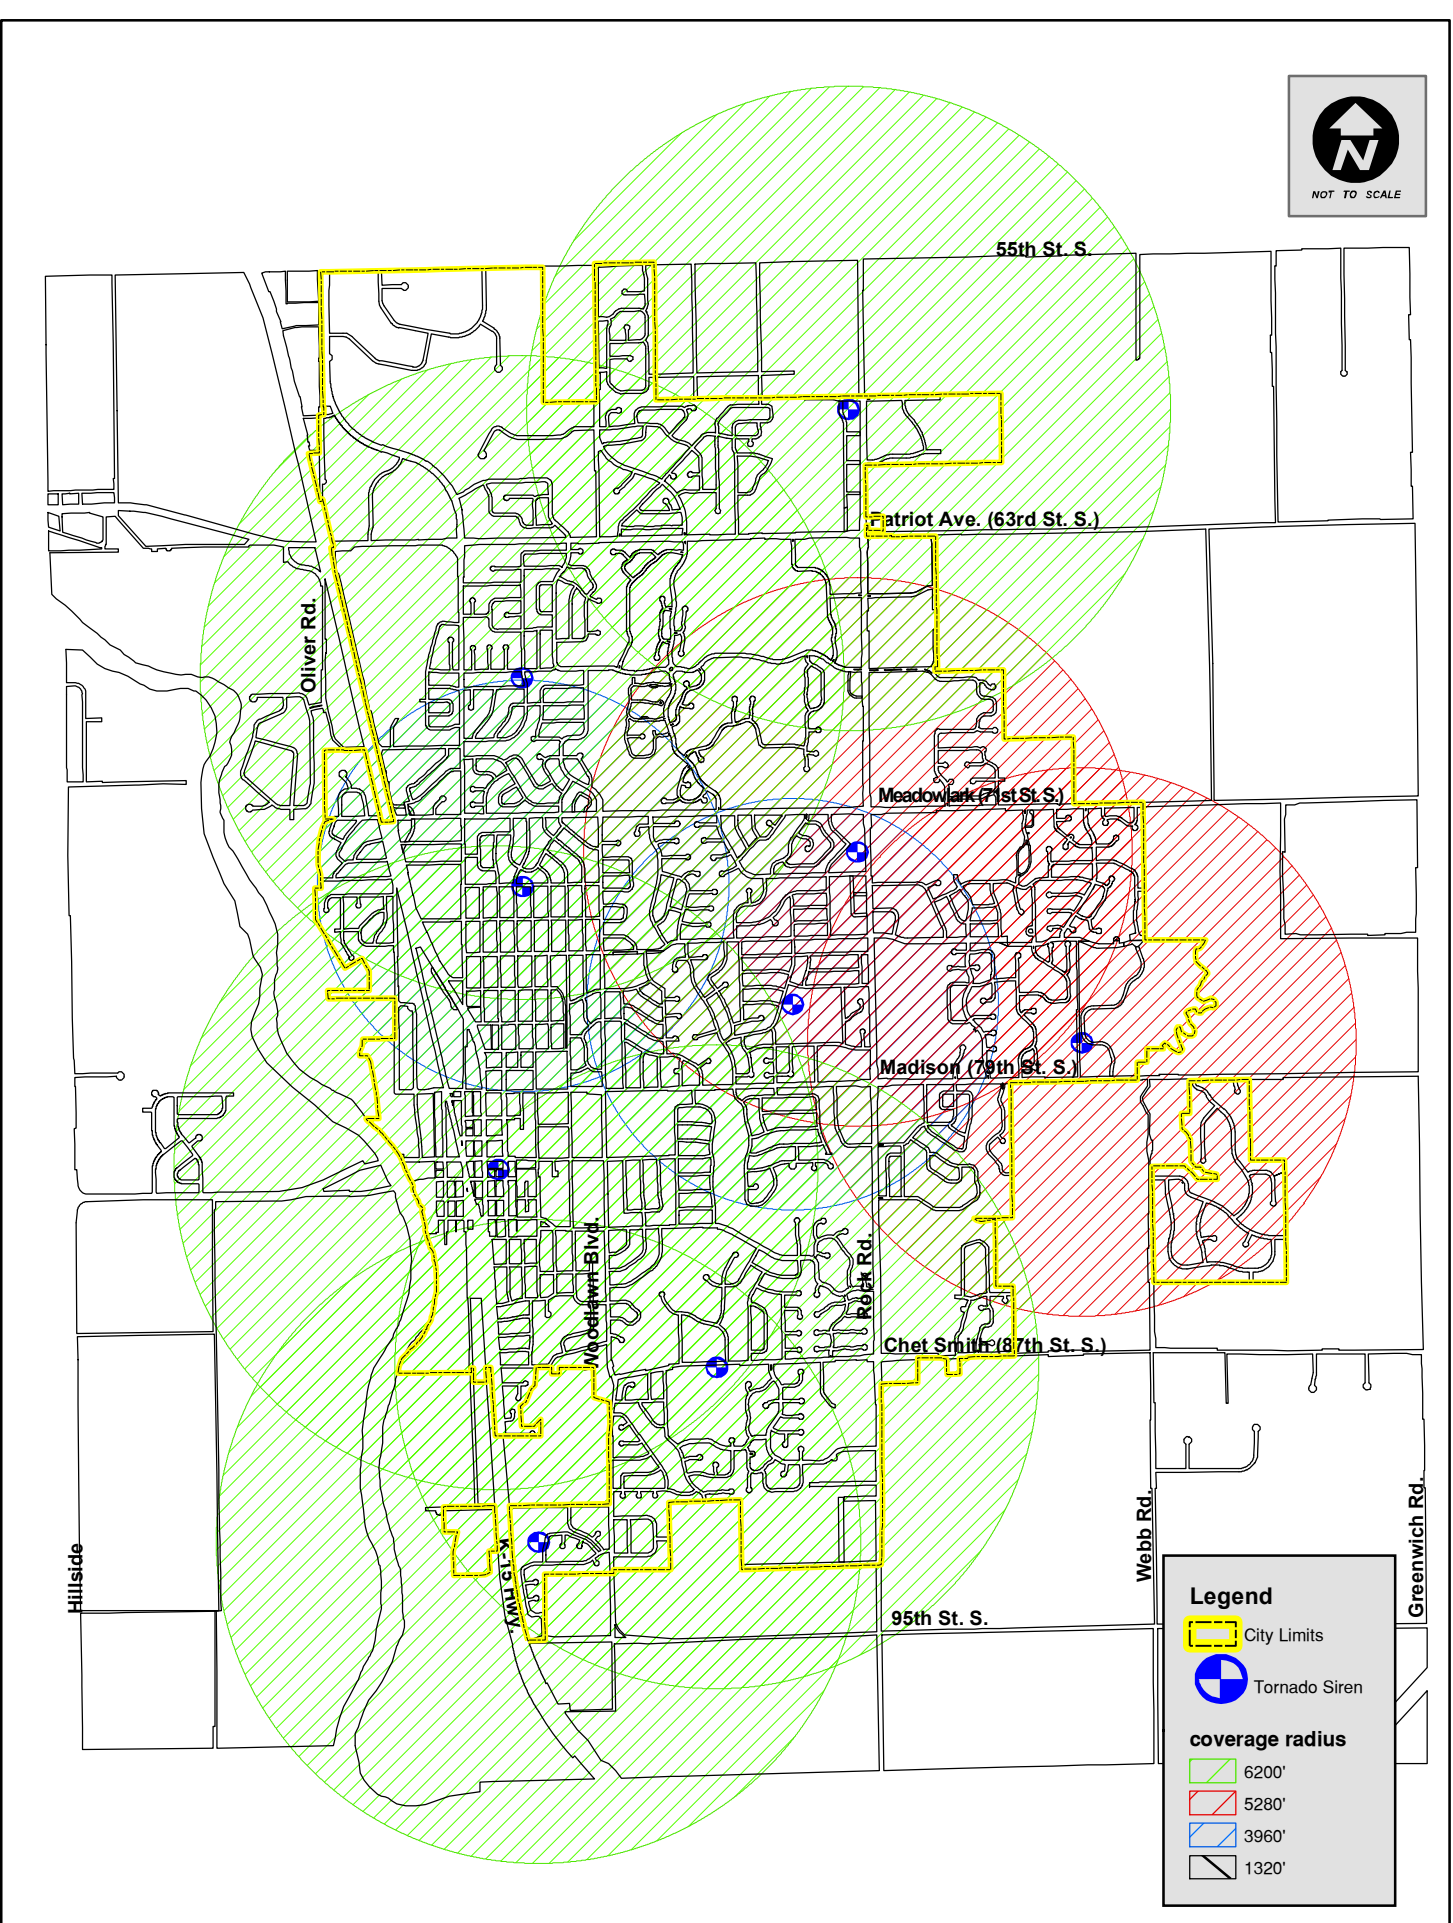 N
NOT TO SCALE
55th St. S.
Patriot Ave. (63rd St. S.)
Oliver Rd.
Meadowlark (71st St. S.)
Madison (79th St. S.)
Woodlawn Blvd.
Rock Rd.
Chet Smith (87th St. S.)
Hillside
K-15 Hwy.
Webb Rd.
Greenwich Rd.
95th St. S.
Legend
City Limits
Tornado Siren
coverage radius
6200'
5280'
3960'
1320'